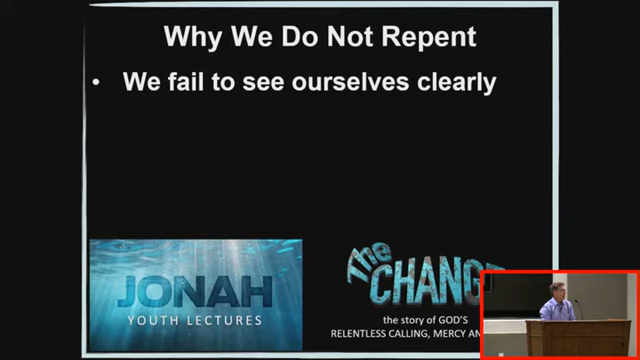 Why We Do Not Repent
• We fail to see ourselves clearly
JONAH
YOUTH LECTURES
The
CHANGE
the story of GOD'S
RELENTLESS CALLING, MERCY